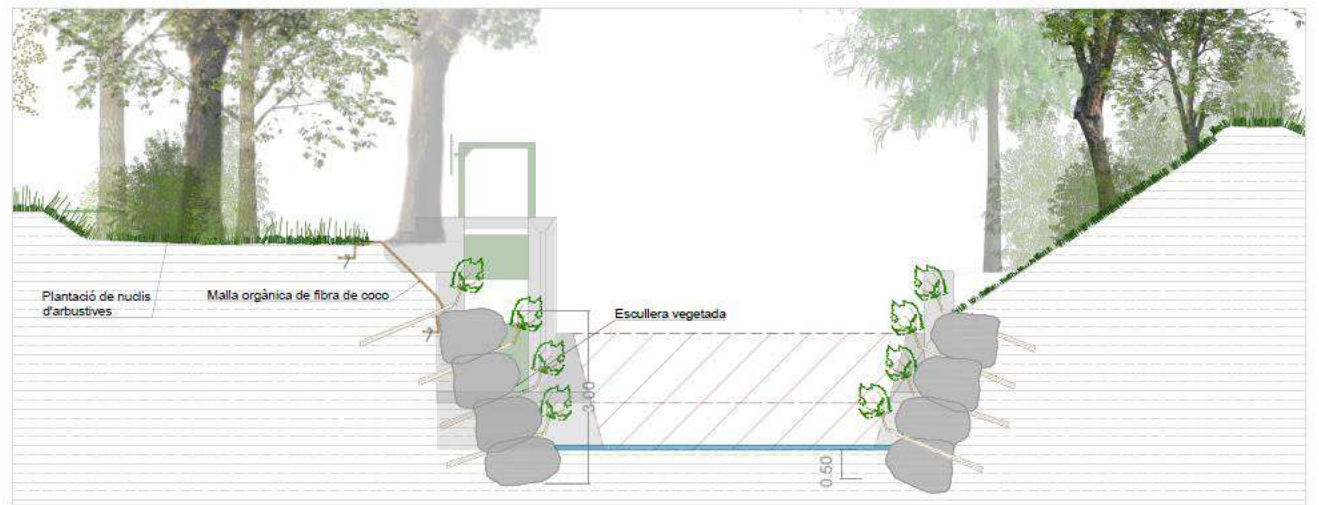 Plantació de nuclis
d'arbustives
Malla orgànica de fibra de coco
Escullera vegetada
3.00
0.50